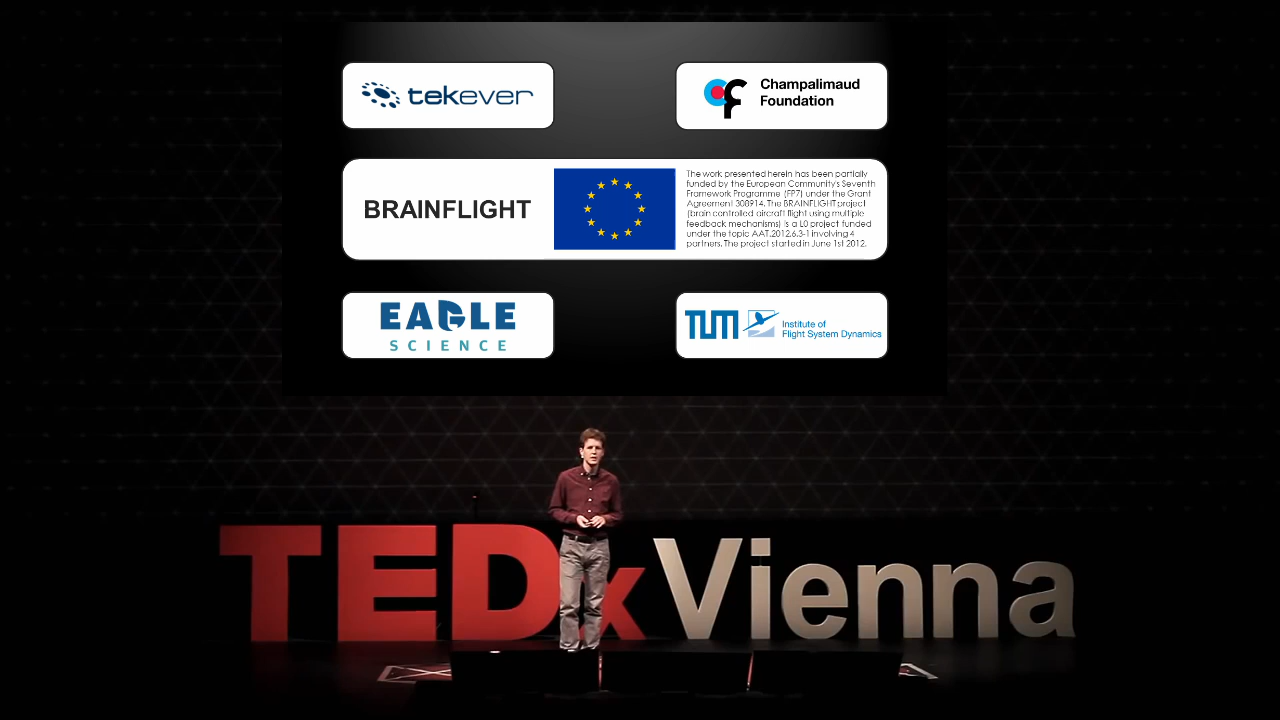 tekever
Champalimaud
Foundation
BRAINFLIGHT
The work presented herein has been partially
funded by the European Community's Seventh
Framework Programme (FP7) under the Grant
Agreement 308914. The BRAINFLIGHT project
(brain controlled aircraft flight using multiple
feedback mechanisms) is a L0 project funded
under the topic AAT.2012.6.3-1 involving 4
partners. The project started in June 1st 2012.
EAGLE
SCIENCE
TUM
Institute of
Flight System Dynamics
TEDxVienna